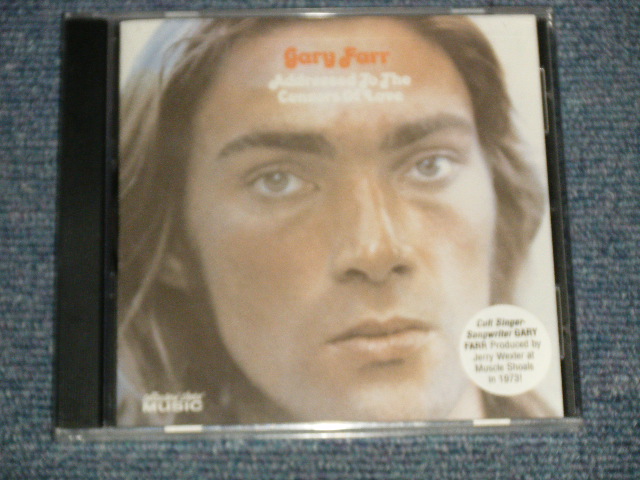 Gary Farr
Addressed To The
Censors Of Love
Cult Singer-
Songwriter GARY
FARR Produced by
Jerry Wexler at
Muscle Shoals
in 1973!
MUSIC